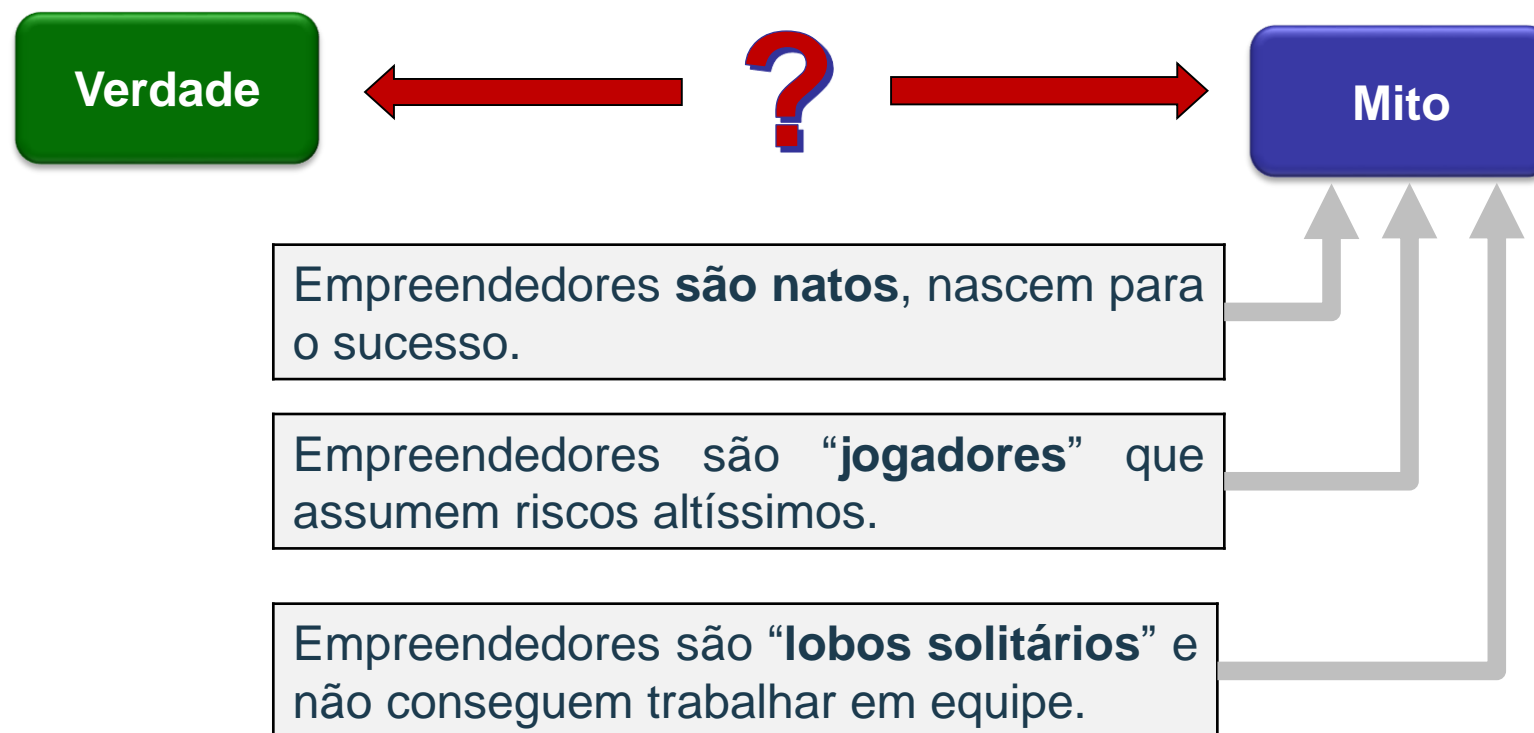 Verdade
?
Mito
Empreendedores são natos, nascem para
o sucesso.
Empreendedores são “jogadores” que
assumem riscos altíssimos.
Empreendedores são “lobos solitários” e
não conseguem trabalhar em equipe.